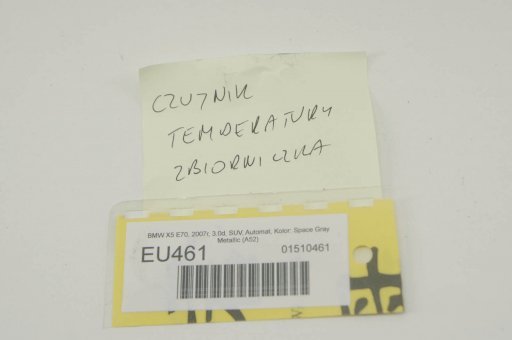 CZUJNIK
TEMPERATURY
ZBIORNICZKA
BMW X5 E70, 2007r, 3.0d, SUV, Automat, Kolor: Space Gray
Metallic (A52)
EU461
01510461